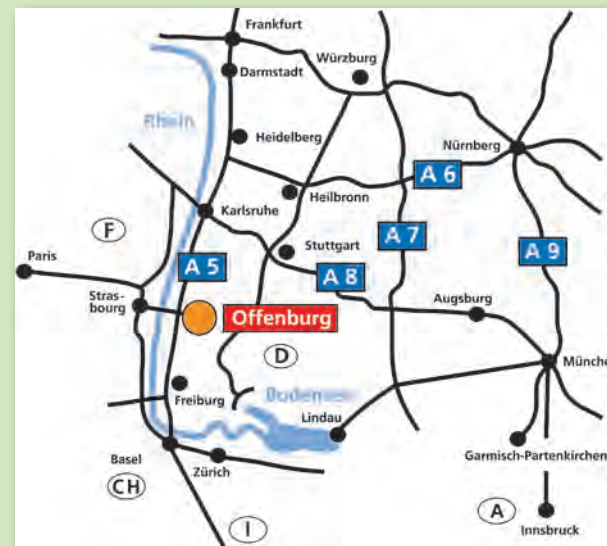 Frankfurt
Würzburg
Darmstadt
Rhein
Heidelberg
Nürnberg
A 6
Heilbronn
Karlsruhe
F
Stuttgart
A 7
A 9
Paris
A 5
A 8
Stras-
bourg
Augsburg
Offenburg
D
Münche
Freiburg
Bodensee
Lindau
Basel
Zürich
Garmisch-Partenkirchen
CH
A
I
Innsbruck